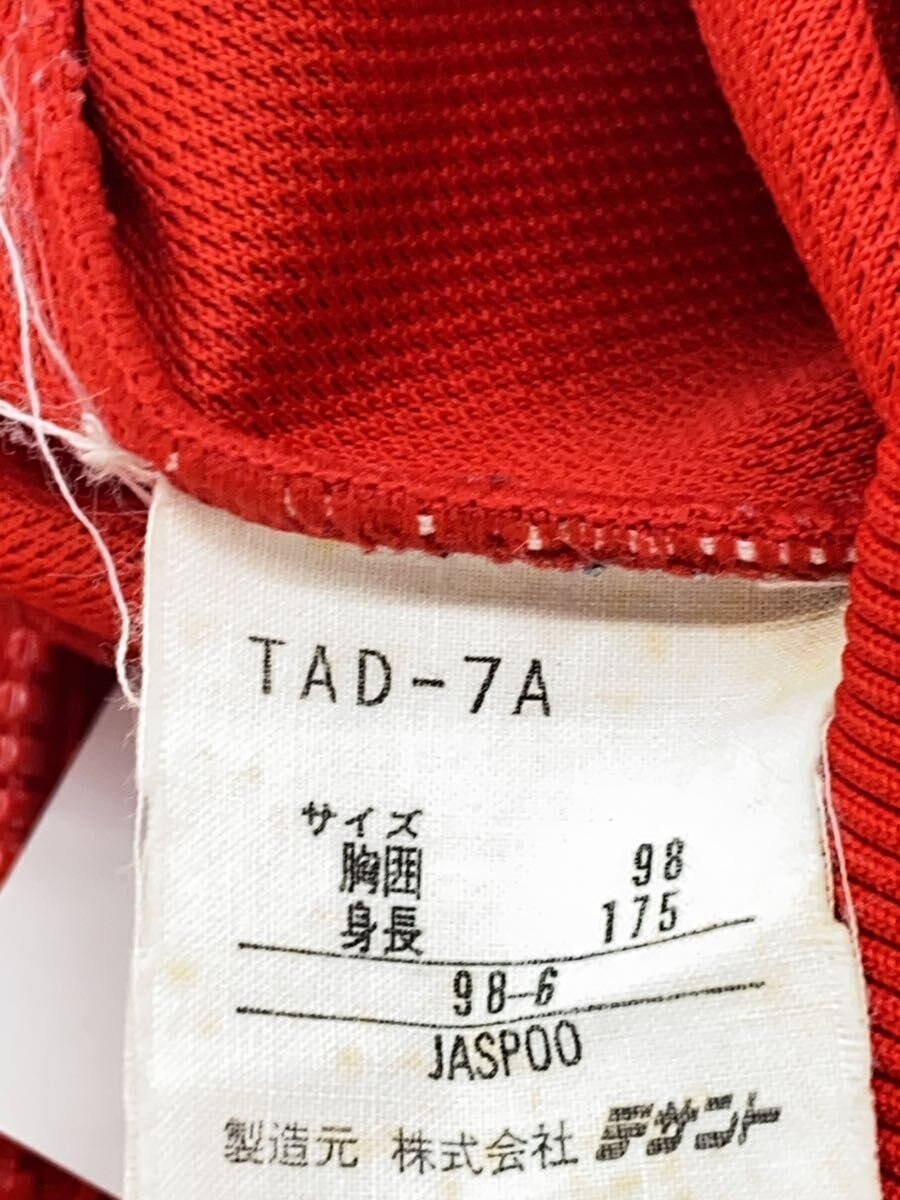 TAD-7A
サイズ
胸囲 98
身長 175
98-6
JASPOO
製造元 株式会社 デサント